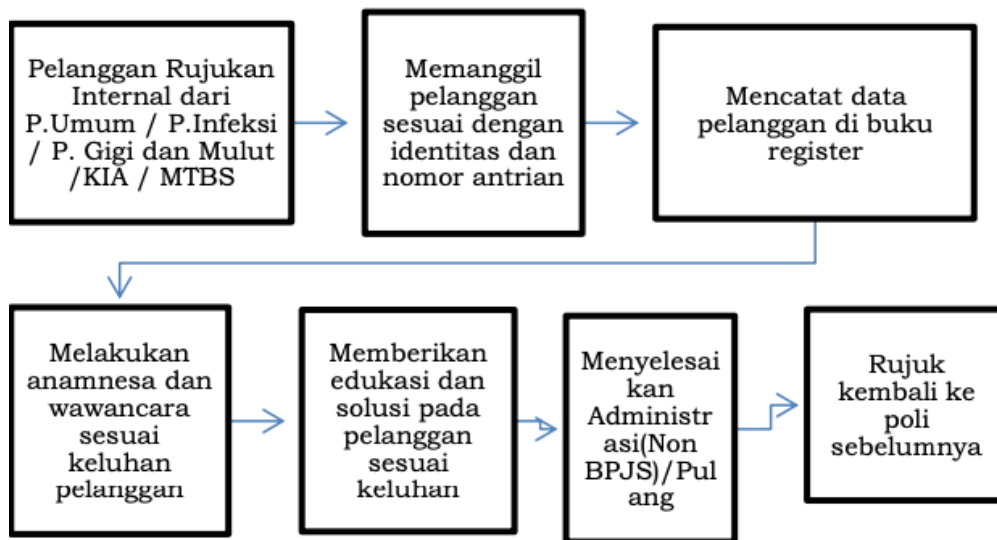 Pelanggan Rujukan
Internal dari
P.Umum / P.Infeksi
/ P. Gigi dan Mulut
/KIA / MTBS
Memanggil
pelanggan
sesuai dengan
identitas dan
nomor antrian
Mencatat data
pelanggan di buku
register
Melakukan
anamnesa dan
wawancara
sesuai
keluhan
pelanggan
Memberikan
edukasi dan
solusi pada
pelanggan
sesuai
keluhan
Menyelesai
kan
Administr
asi(Non
BPJS)/Pul
ang
Rujuk
kembali ke
poli
sebelumnya